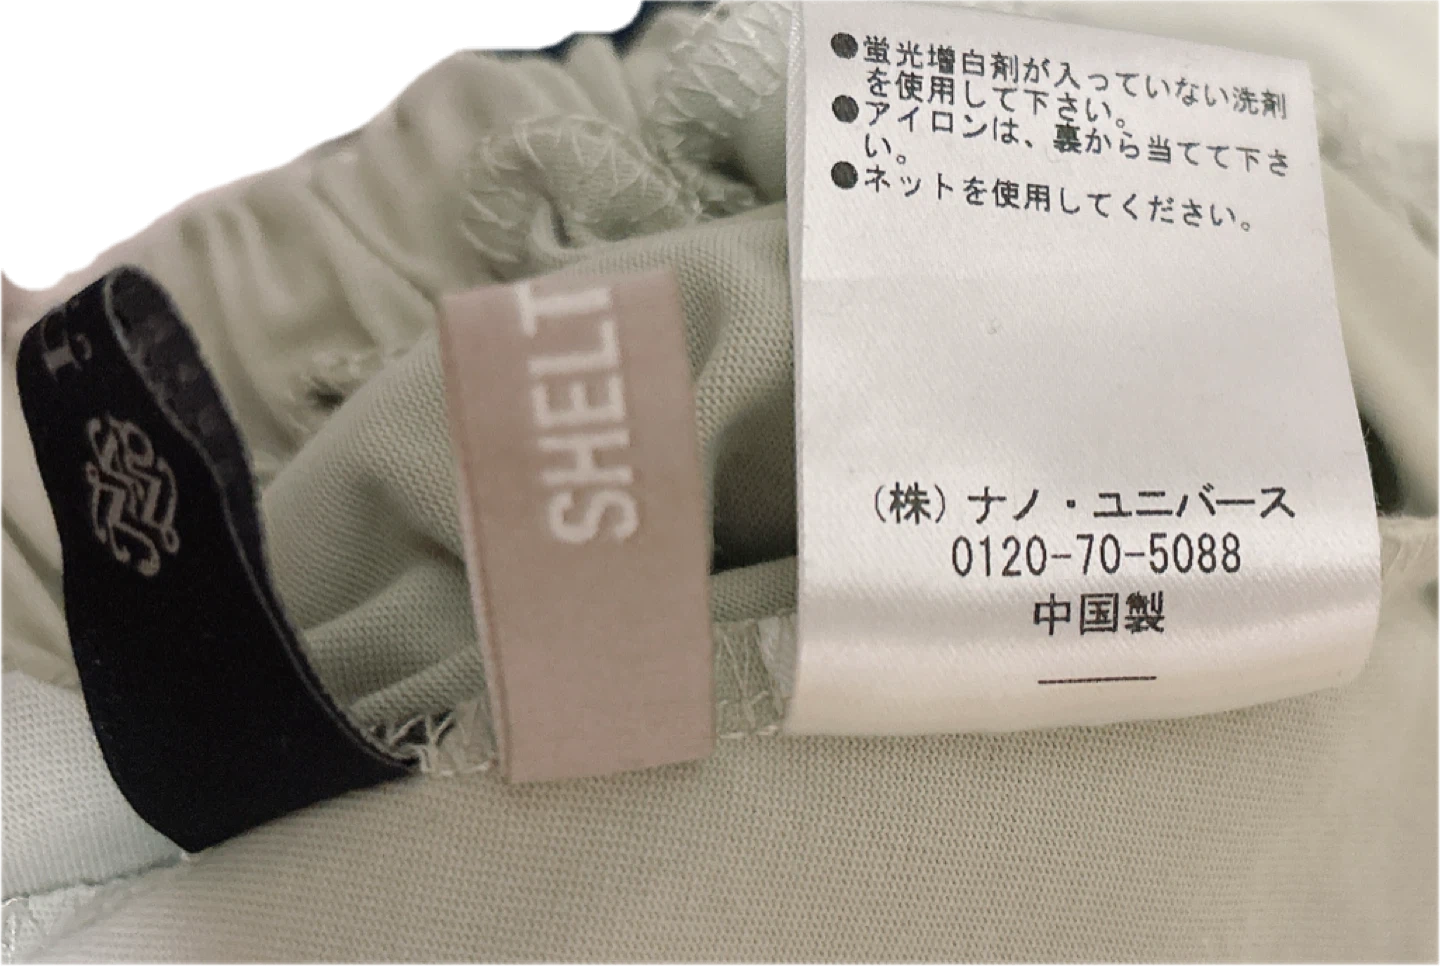 ●蛍光増白剤が入っていない洗剤
を使用して下さい。
●アイロンは、裏から当てて下さ
い。
●ネットを使用してください。
(株)ナノ・ユニバース
0120-70-5088
中国製
SHELT